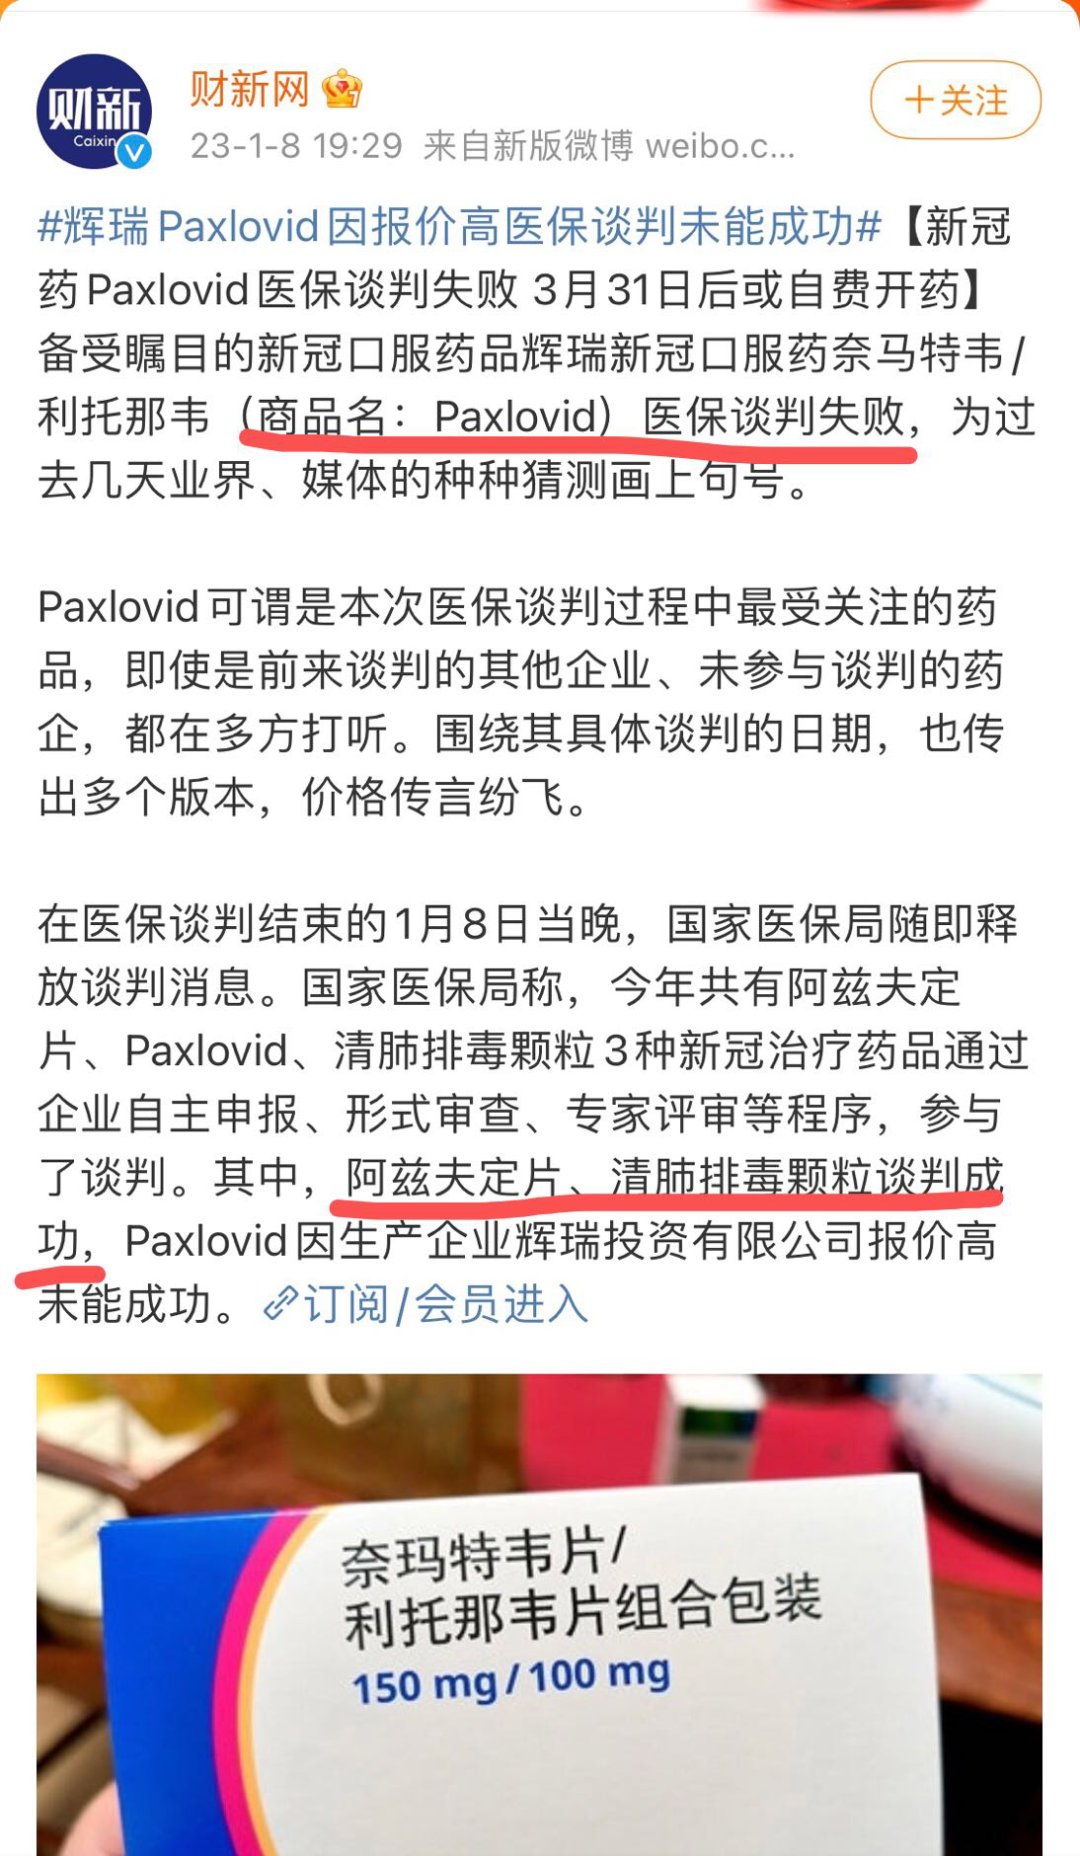 财新
Caixin
财新网
23-1-8 19:29 来自新版微博 weibo.c...
+关注
#辉瑞Paxlovid因报价高医保谈判未能成功#【新冠
药Paxlovid医保谈判失败 3月31日后或自费开药】
备受瞩目的新冠口服药品辉瑞新冠口服药奈马特韦/
利托那韦（商品名：Paxlovid）医保谈判失败，为过
去几天业界、媒体的种种猜测画上句号。
Paxlovid可谓是本次医保谈判过程中最受关注的药
品，即使是前来谈判的其他企业、未参与谈判的药
企，都在多方打听。围绕其具体谈判的日期，也传
出多个版本，价格传言纷飞。
在医保谈判结束的1月8日当晚，国家医保局随即释
放谈判消息。国家医保局称，今年共有阿兹夫定
片、Paxlovid、清肺排毒颗粒3种新冠治疗药品通过
企业自主申报、形式审查、专家评审等程序，参与
了谈判。其中，阿兹夫定片、清肺排毒颗粒谈判成
功，Paxlovid因生产企业辉瑞投资有限公司报价高
未能成功。订阅/会员进入
奈玛特韦片/
利托那韦片组合包装
150 mg/100 mg